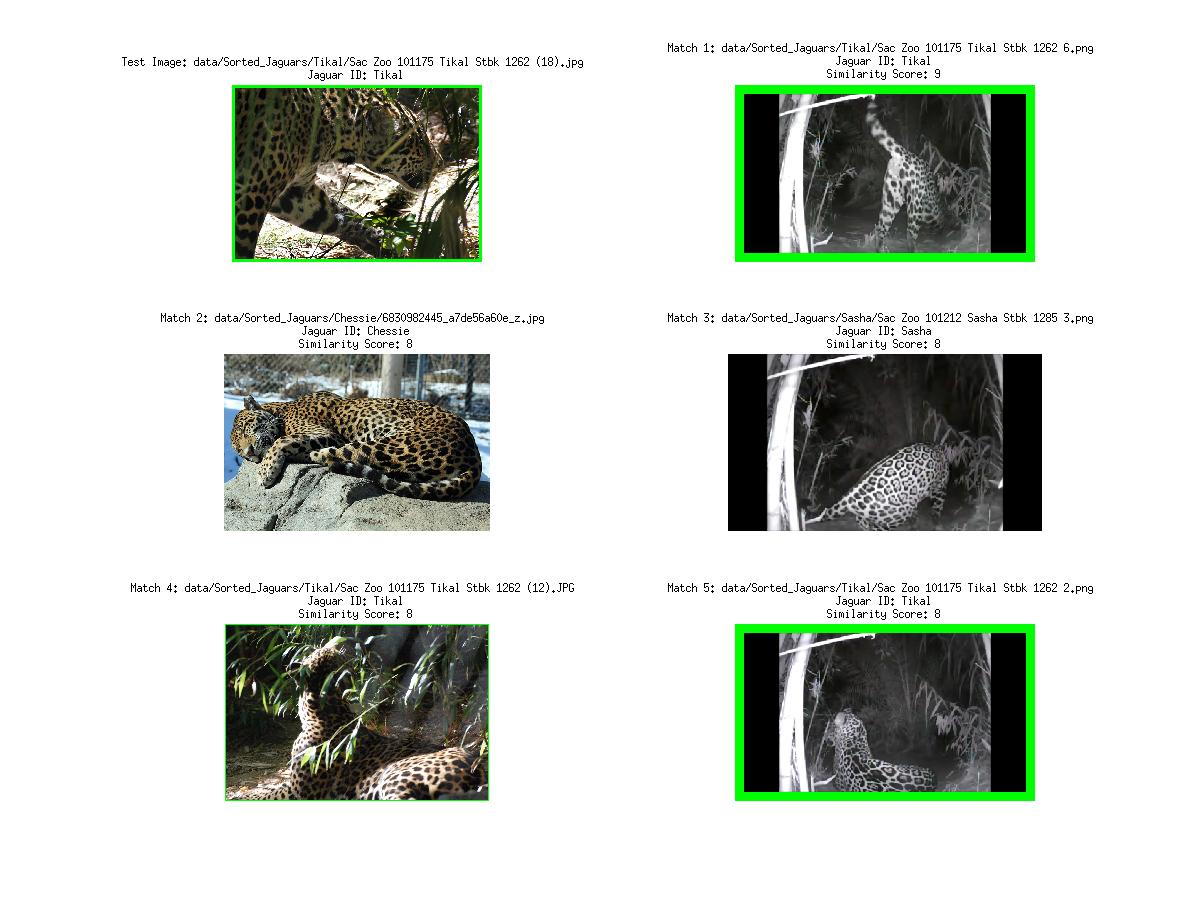 Test Image: data/Sorted_Jaguars/Tikal/Sac Zoo 101175 Tikal Stbk 1262 (18).jpg
Jaguar ID: Tikal
Match 1: data/Sorted_Jaguars/Tikal/Sac Zoo 101175 Tikal Stbk 1262 6.png
Jaguar ID: Tikal
Similarity Score: 9
Match 2: data/Sorted_Jaguars/Chessie/6830982445_a7de56a60e_z.jpg
Jaguar ID: Chessie
Similarity Score: 8
Match 3: data/Sorted_Jaguars/Sasha/Sac Zoo 101212 Sasha Stbk 1285 3.png
Jaguar ID: Sasha
Similarity Score: 8
Match 4: data/Sorted_Jaguars/Tikal/Sac Zoo 101175 Tikal Stbk 1262 (12).JPG
Jaguar ID: Tikal
Similarity Score: 8
Match 5: data/Sorted_Jaguars/Tikal/Sac Zoo 101175 Tikal Stbk 1262 2.png
Jaguar ID: Tikal
Similarity Score: 8